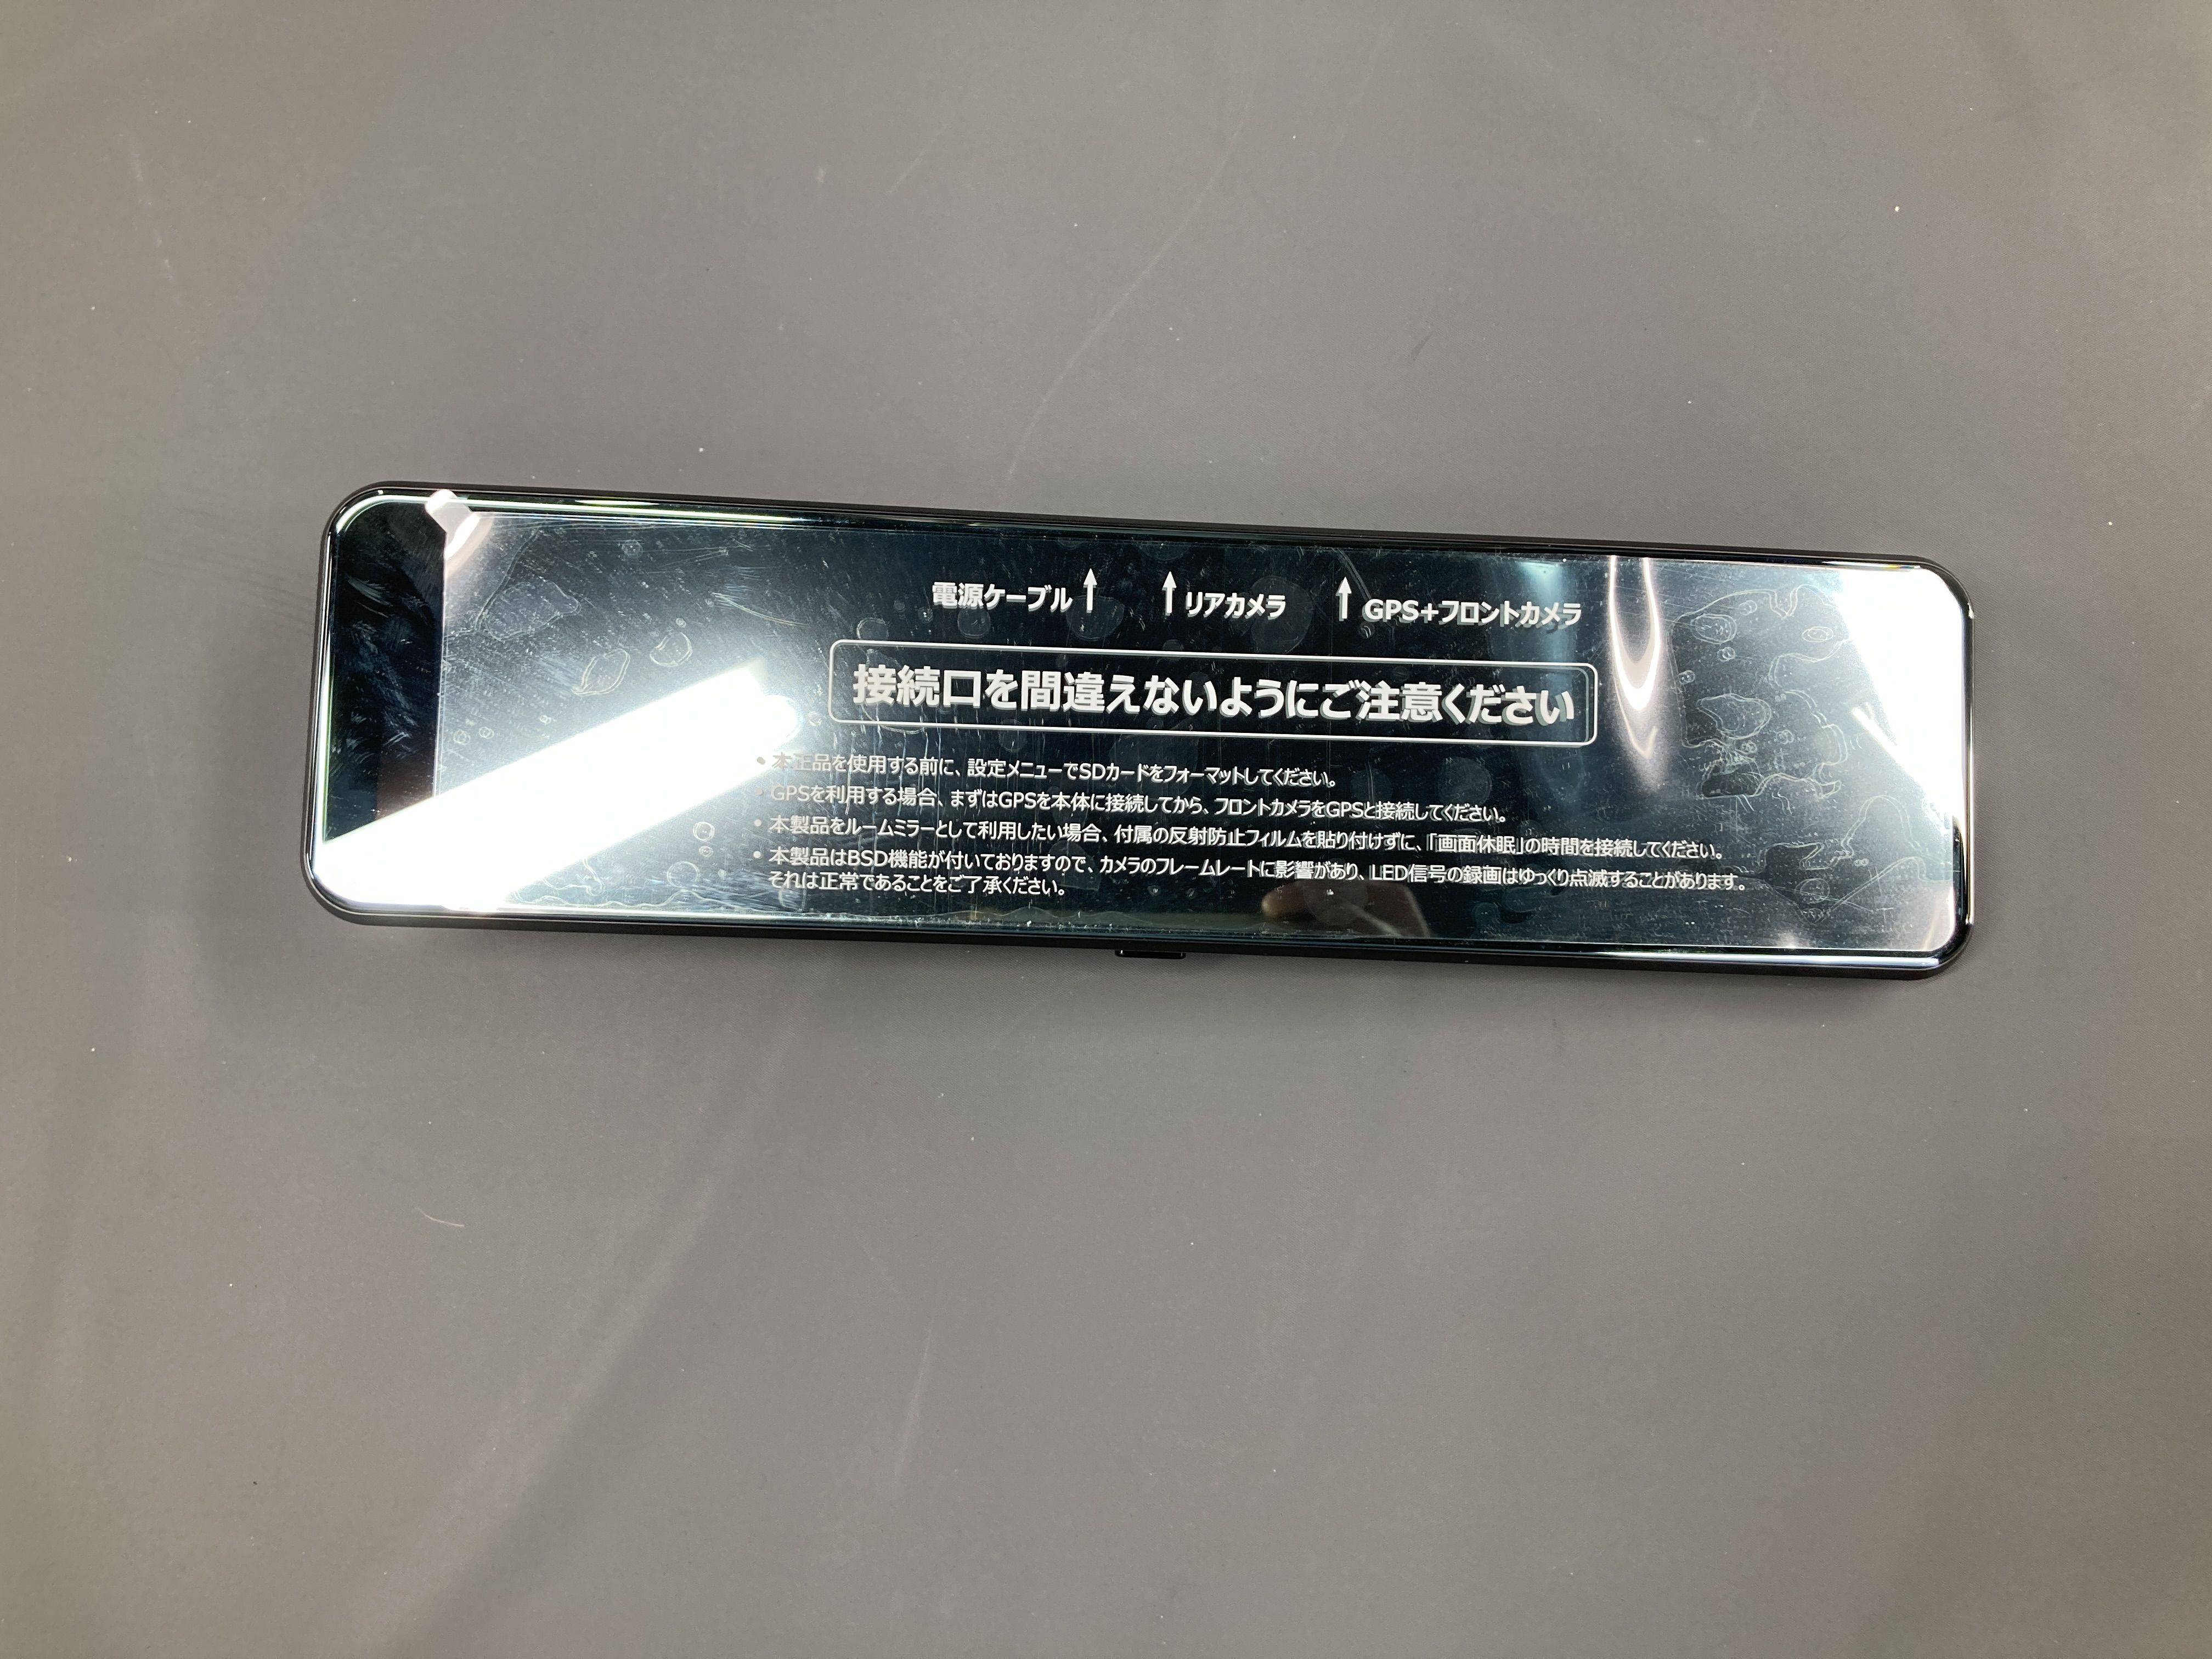 電源ケーブル↑ ↑リアカメラ ↑GPS+フロントカメラ
接続口を間違えないようにご注意ください
• 本正品を使用する前に、設定メニューでSDカードをフォーマットしてください。
• GPSを利用する場合、まずはGPSを本体に接続してから、フロントカメラをGPSと接続してください。
• 本製品をルームミラーとして利用したい場合、付属の反射防止フィルムを貼り付けずに、「画面休眠」の時間を接続してください。
• 本製品はBSD機能が付いておりますので、カメラのフレームレートに影響があり、LED信号の録画はゆっくり点滅することがあります。
それは正常であることをご了承ください。